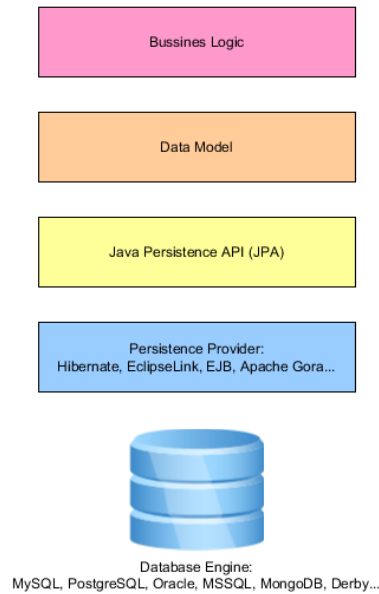 Bussines Logic
Data Model
Java Persistence API (JPA)
Persistence Provider:
Hibernate, EclipseLink, EJB, Apache Gora...
Database Engine:
MySQL, PostgreSQL, Oracle, MSSQL, MongoDB, Derby...